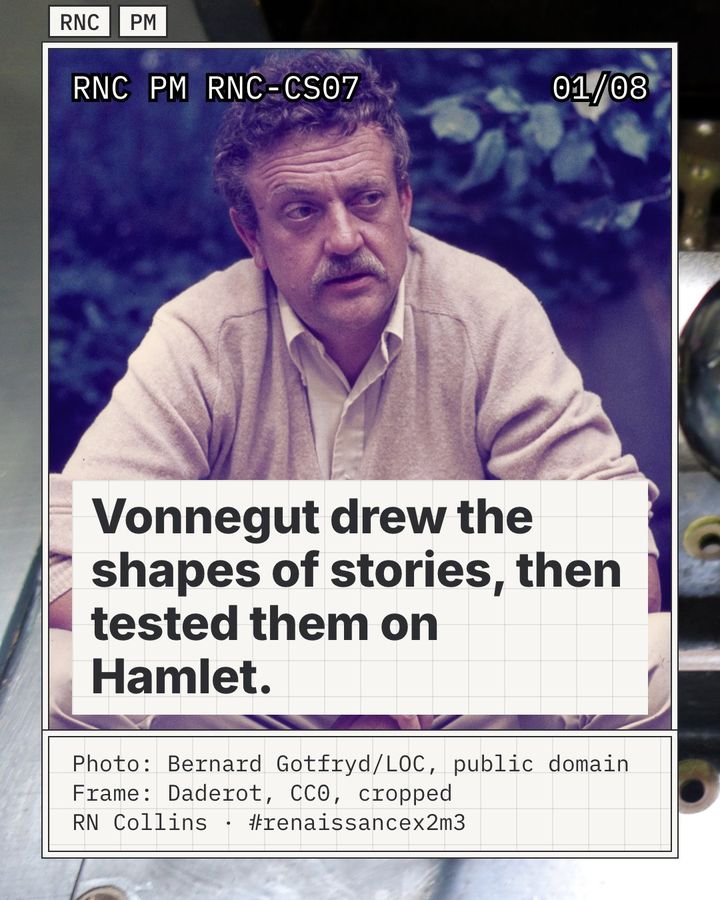 RNC PM
RNC PM RNC-CS07 01/08
Vonnegut drew the
shapes of stories, then
tested them on
Hamlet.
Photo: Bernard Gotfryd/LOC, public domain
Frame: Daderot, CC0, cropped
RN Collins · #renaissancex2m3